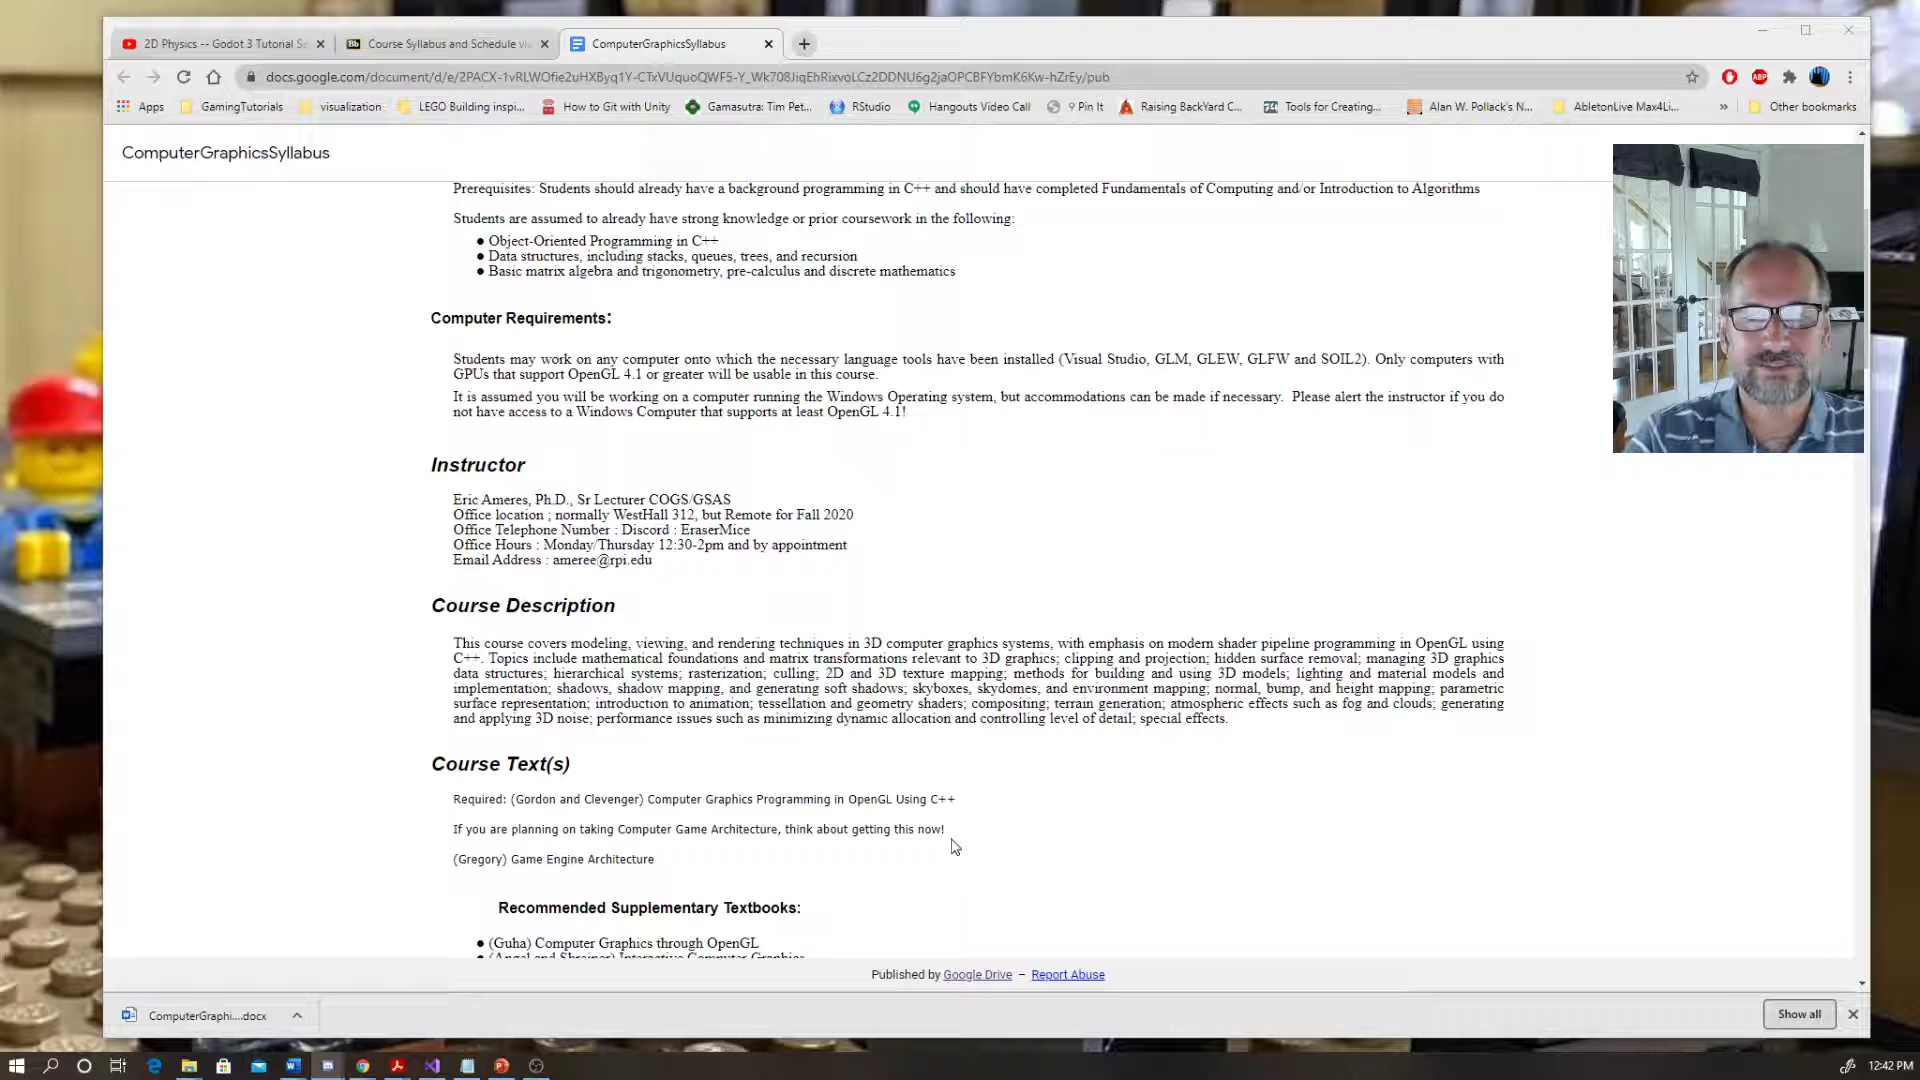 2D Physics -- Godot 3 Tutorial Se
Course Syllabus and Schedule vi
ComputerGraphicsSyllabus
docs.google.com/document/d/e/2PACX-1vRLWOfie2uHXByq1Y-CTxVUquoQWF5-Y_Wk708JiqEhRixvoLCz2DDNU6g2jaOPCBFYbmK6Kw-hZrEy/pub
Apps GamingTutorials visualization LEGO Building inspi... How to Git with Unity Gamasutra: Tim Pet... RStudio Hangouts Video Call Pin It Raising BackYard C... Tools for Creating... Alan W. Pollack's N... AbletonLive Max4Li... » Other bookmarks
ComputerGraphicsSyllabus
Prerequisites: Students should already have a background programming in C++ and should have completed Fundamentals of Computing and/or Introduction to Algorithms
Students are assumed to already have strong knowledge or prior coursework in the following:
● Object-Oriented Programming in C++
● Data structures, including stacks, queues, trees, and recursion
● Basic matrix algebra and trigonometry, pre-calculus and discrete mathematics
Computer Requirements:
Students may work on any computer onto which the necessary language tools have been installed (Visual Studio, GLM, GLEW, GLFW and SOIL2). Only computers with
GPUs that support OpenGL 4.1 or greater will be usable in this course.
It is assumed you will be working on a computer running the Windows Operating system, but accommodations can be made if necessary. Please alert the instructor if you do
not have access to a Windows Computer that supports at least OpenGL 4.1!
Instructor
Eric Ameres, Ph.D., Sr Lecturer COGS/GSAS
Office location ; normally WestHall 312, but Remote for Fall 2020
Office Telephone Number : Discord : EraserMice
Office Hours : Monday/Thursday 12:30-2pm and by appointment
Email Address : ameree@rpi.edu
Course Description
This course covers modeling, viewing, and rendering techniques in 3D computer graphics systems, with emphasis on modern shader pipeline programming in OpenGL using
C++. Topics include mathematical foundations and matrix transformations relevant to 3D graphics; clipping and projection; hidden surface removal; managing 3D graphics
data structures; hierarchical systems; rasterization; culling; 2D and 3D texture mapping; methods for building and using 3D models; lighting and material models and
implementation; shadows, shadow mapping, and generating soft shadows; skyboxes, skydomes, and environment mapping; normal, bump, and height mapping; parametric
surface representation; introduction to animation; tessellation and geometry shaders; compositing; terrain generation; atmospheric effects such as fog and clouds; generating
and applying 3D noise; performance issues such as minimizing dynamic allocation and controlling level of detail; special effects.
Course Text(s)
Required: (Gordon and Clevenger) Computer Graphics Programming in OpenGL Using C++
If you are planning on taking Computer Game Architecture, think about getting this now!
(Gregory) Game Engine Architecture
Recommended Supplementary Textbooks:
● (Guha) Computer Graphics through OpenGL
● (Angel and Shreiner) Interactive Computer Graphics
Published by Google Drive – Report Abuse
ComputerGraphi....docx
Show all
12:42 PM